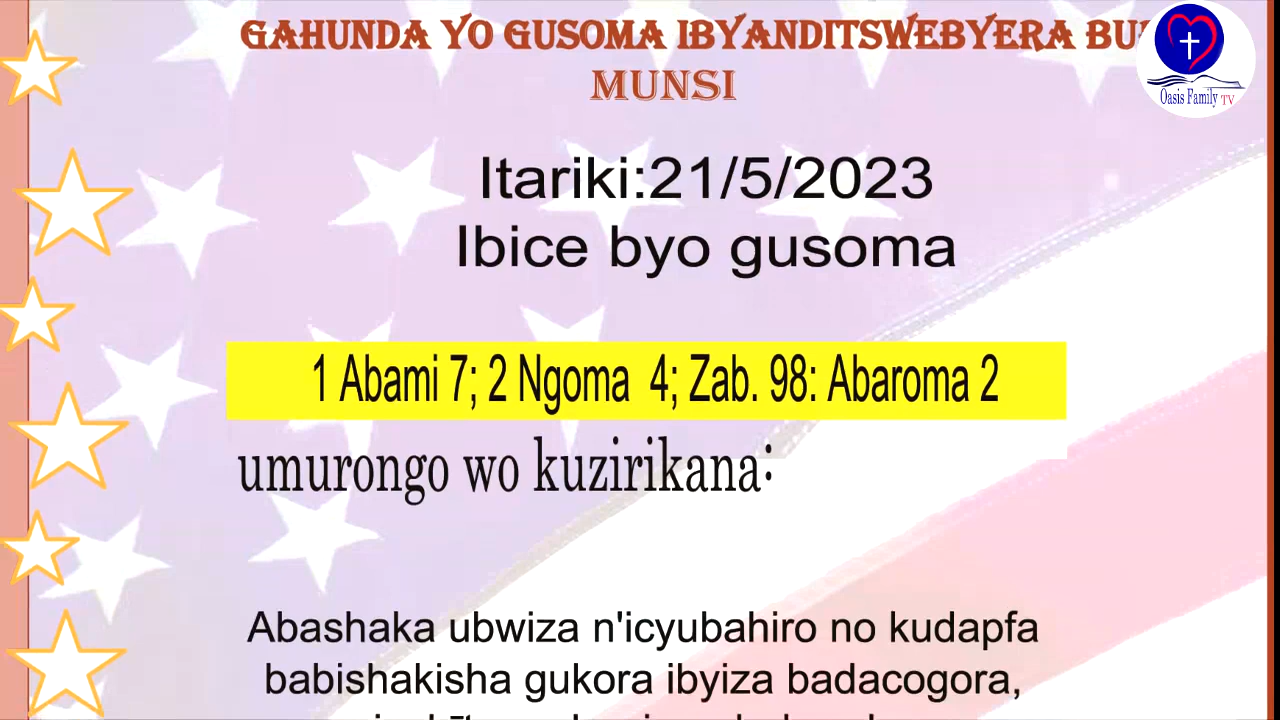 GAHUNDA YO GUSOMA IBYANDITSWEBYERA
MUNSI
Oasis Family TV
Itariki:21/5/2023
Ibice byo gusoma
1 Abami 7; 2 Ngoma 4; Zab. 98: Abaroma 2
umurongo wo kuzirikana:
Abashaka ubwiza n'icyubahiro no kudapfa
babishakisha gukora ibyiza badacogora,